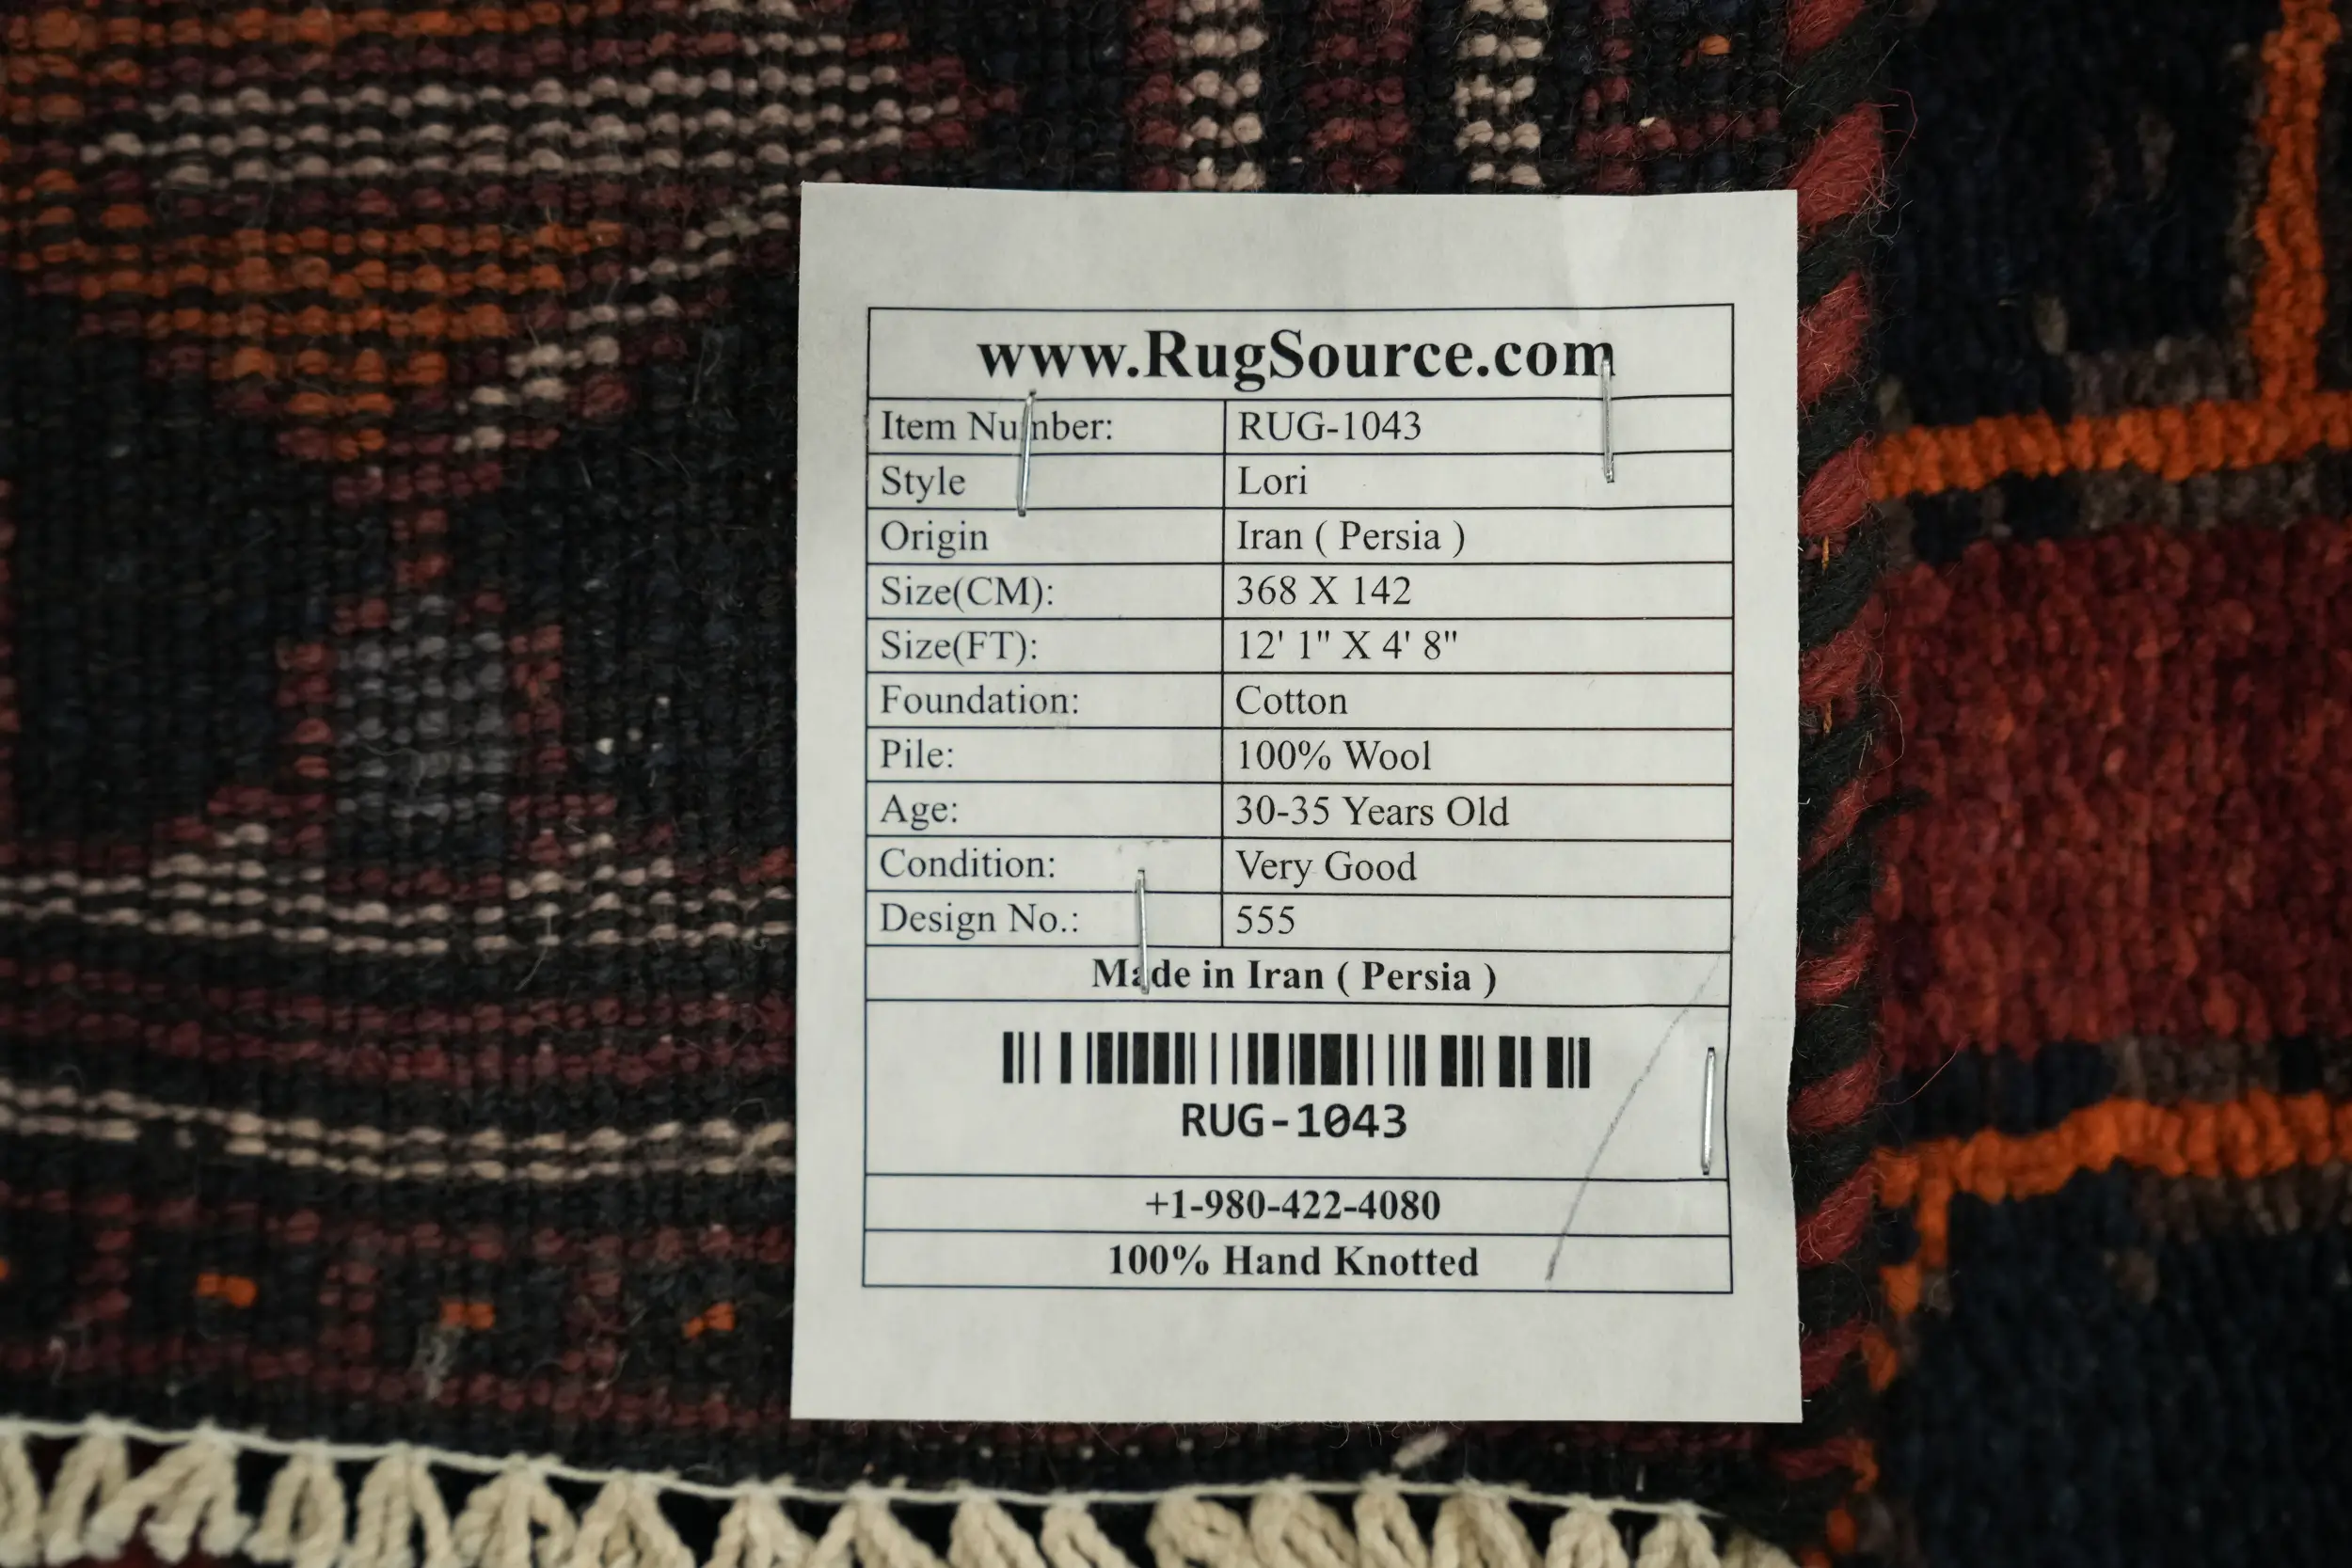 www.RugSource.com
Item Number: RUG-1043
Style Lori
Origin Iran ( Persia )
Size(CM): 368 X 142
Size(FT): 12' 1" X 4' 8"
Foundation: Cotton
Pile: 100% Wool
Age: 30-35 Years Old
Condition: Very Good
Design No.: 555
Made in Iran ( Persia )
RUG-1043
+1-980-422-4080
100% Hand Knotted